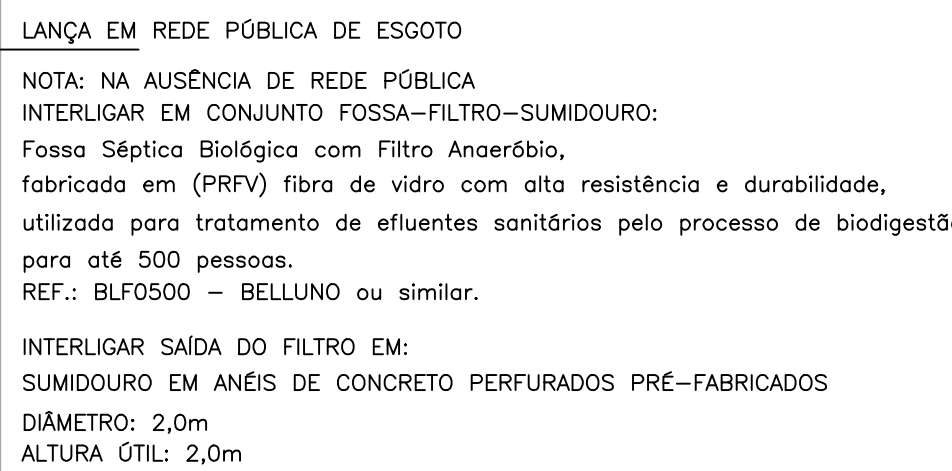 LANÇA EM REDE PÚBLICA DE ESGOTO
NOTA: NA AUSÊNCIA DE REDE PÚBLICA
INTERLIGAR EM CONJUNTO FOSSA-FILTRO-SUMIDOURO:
Fossa Séptica Biológica com Filtro Anaeróbio,
fabricada em (PRFV) fibra de vidro com alta resistência e durabilidade,
utilizada para tratamento de efluentes sanitários pelo processo de biodigestã
para até 500 pessoas.
REF.: BLF0500 - BELLUNO ou similar.
INTERLIGAR SAÍDA DO FILTRO EM:
SUMIDOURO EM ANÉIS DE CONCRETO PERFURADOS PRÉ-FABRICADOS
DIÂMETRO: 2,0m
ALTURA ÚTIL: 2,0m